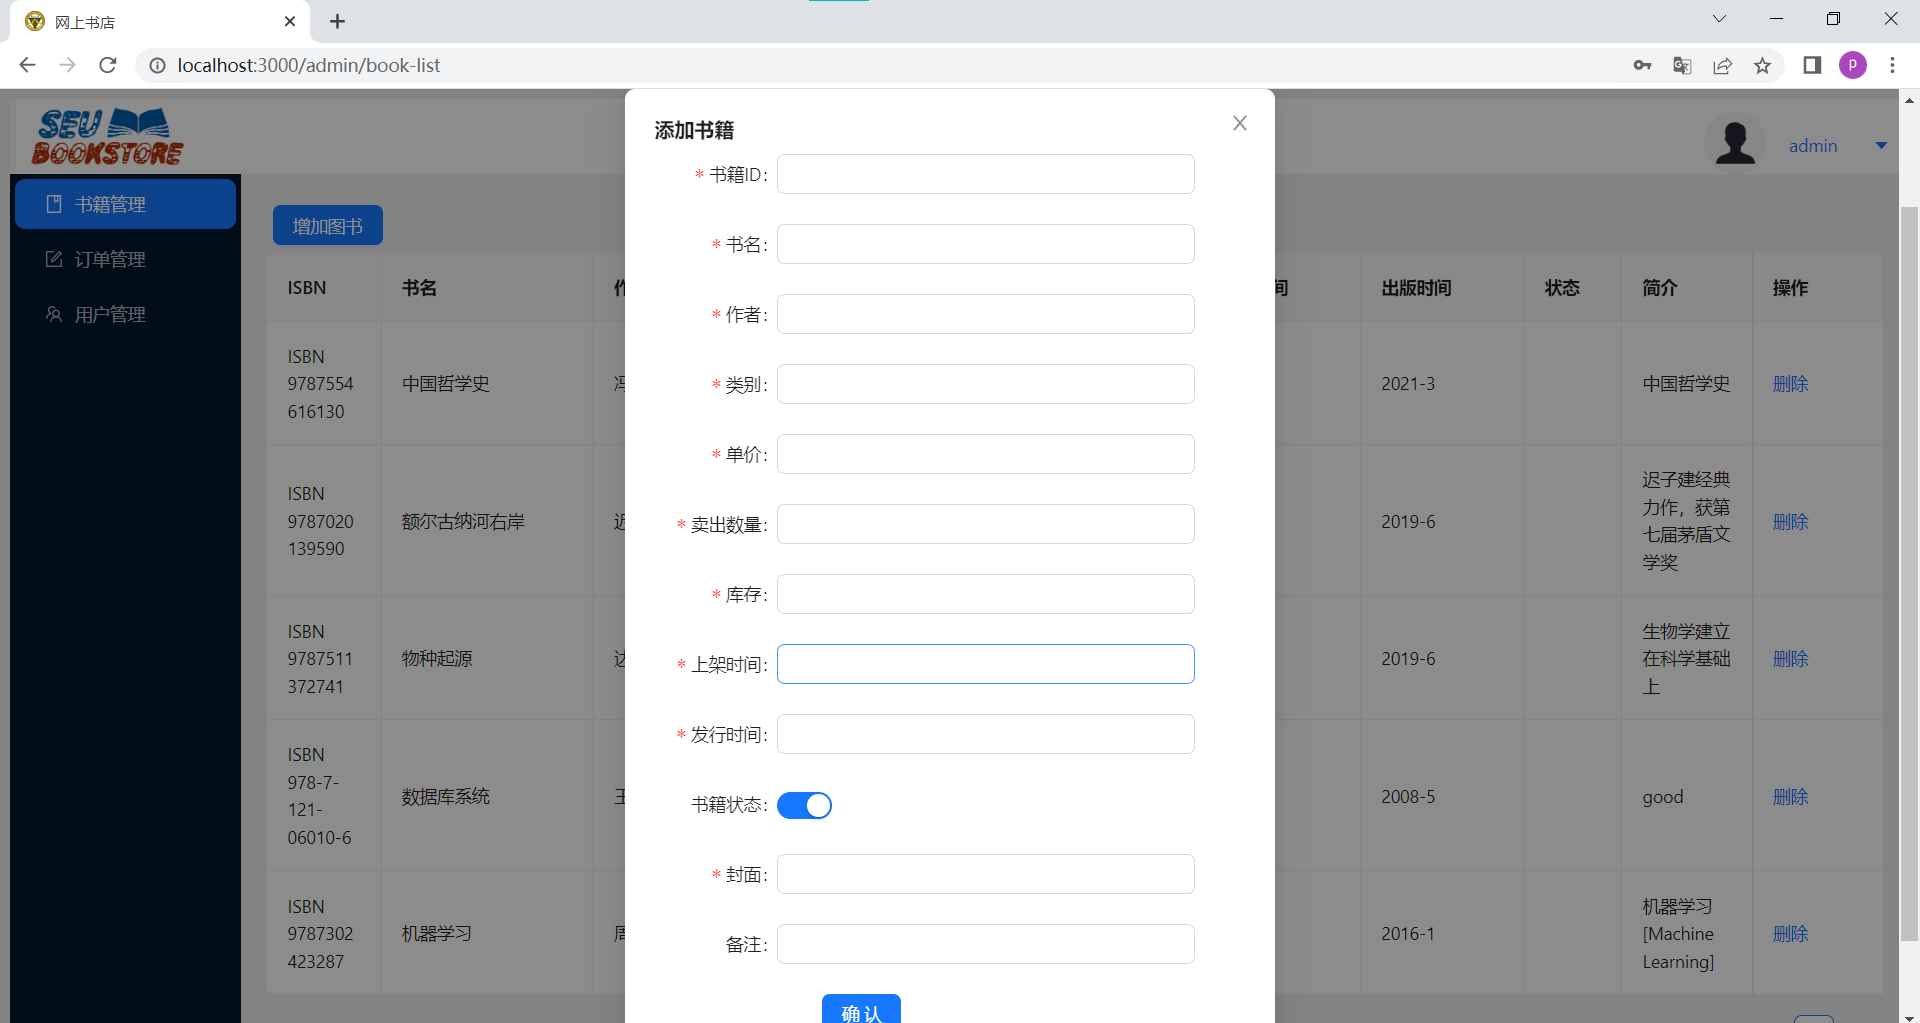 网上书店
localhost:3000/admin/book-list
P
SEU
BOOKSTORE
admin
书籍管理
订单管理
用户管理
增加图书
ISBN 书名 出版时间 状态 简介 操作
ISBN
9787554
616130
中国哲学史
2021-3
中国哲学史
删除
ISBN
9787020
139590
额尔古纳河右岸
2019-6
迟子建经典
力作，获第
七届茅盾文
学奖
删除
ISBN
9787511
372741
物种起源
2019-6
生物学建立
在科学基础
上
删除
ISBN
978-7-
121-
06010-6
数据库系统
2008-5
good
删除
ISBN
9787302
423287
机器学习
2016-1
机器学习
[Machine
Learning]
删除
添加书籍
* 书籍ID:
* 书名:
* 作者:
* 类别:
* 单价:
* 卖出数量:
* 库存:
* 上架时间:
* 发行时间:
书籍状态:
* 封面:
备注:
确 认